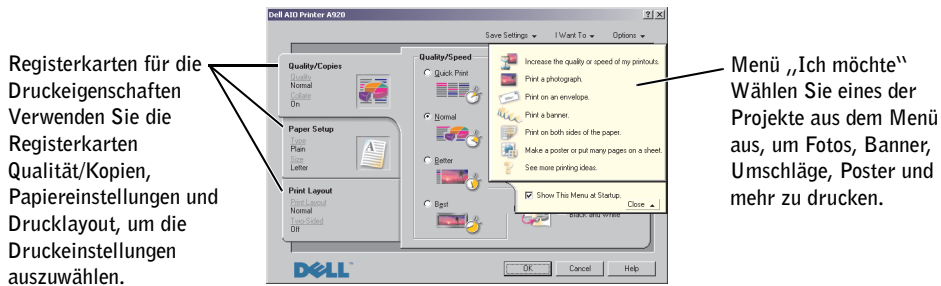 Registerkarten für die
Druckeigenschaften
Verwenden Sie die
Registerkarten
Qualität/Kopien,
Papiereinstellungen und
Drucklayout, um die
Druckeinstellungen
auszuwählen.
Dell AIO Printer A920
Save Settings
I Want To
Options
Quality/Copies
Quality
Normal
Collate
On
Paper Setup
Type
Plain
Size
Letter
Print Layout
Print Layout
Normal
Two-Sided
Off
Quality/Speed
Quick Print
Normal
Better
Best
Increase the quality or speed of my printouts.
Print a photograph.
Print on an envelope.
Print a banner.
Print on both sides of the paper.
Make a poster or put many pages on a sheet.
See more printing ideas.
Show This Menu at Startup.
Close
Black and White
DELL™
OK
Cancel
Help
Menü „Ich möchte“
Wählen Sie eines der
Projekte aus dem Menü
aus, um Fotos, Banner,
Umschläge, Poster und
mehr zu drucken.